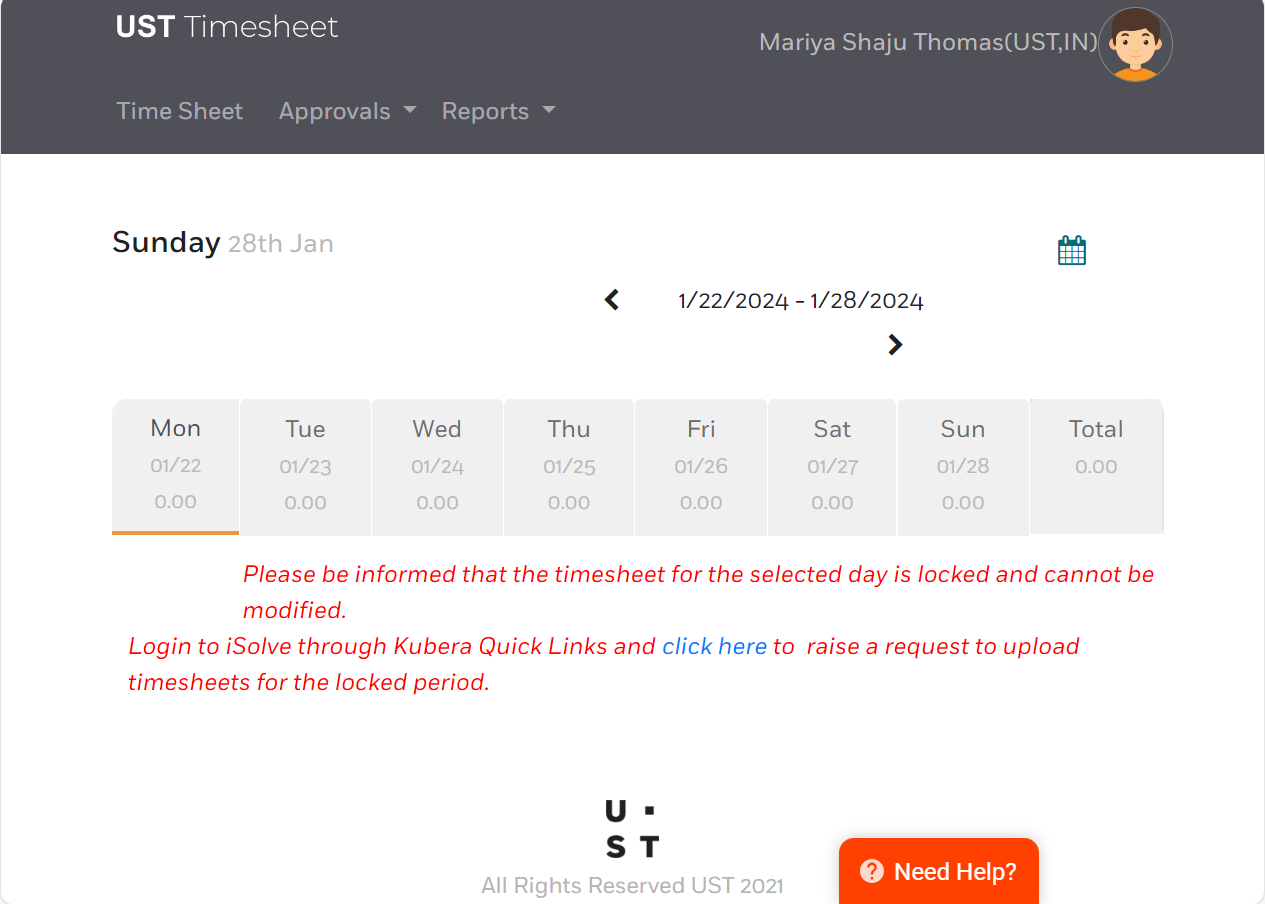 UST Timesheet
Mariya Shaju Thomas(UST,IN)
Time Sheet Approvals Reports
Sunday 28th Jan
1/22/2024 - 1/28/2024
Mon Tue Wed Thu Fri Sat Sun Total
01/22 01/23 01/24 01/25 01/26 01/27 01/28 0.00
0.00 0.00 0.00 0.00 0.00 0.00 0.00
Please be informed that the timesheet for the selected day is locked and cannot be
modified.
Login to iSolve through Kubera Quick Links and click here to raise a request to upload
timesheets for the locked period.
U
S T
All Rights Reserved UST 2021
? Need Help?